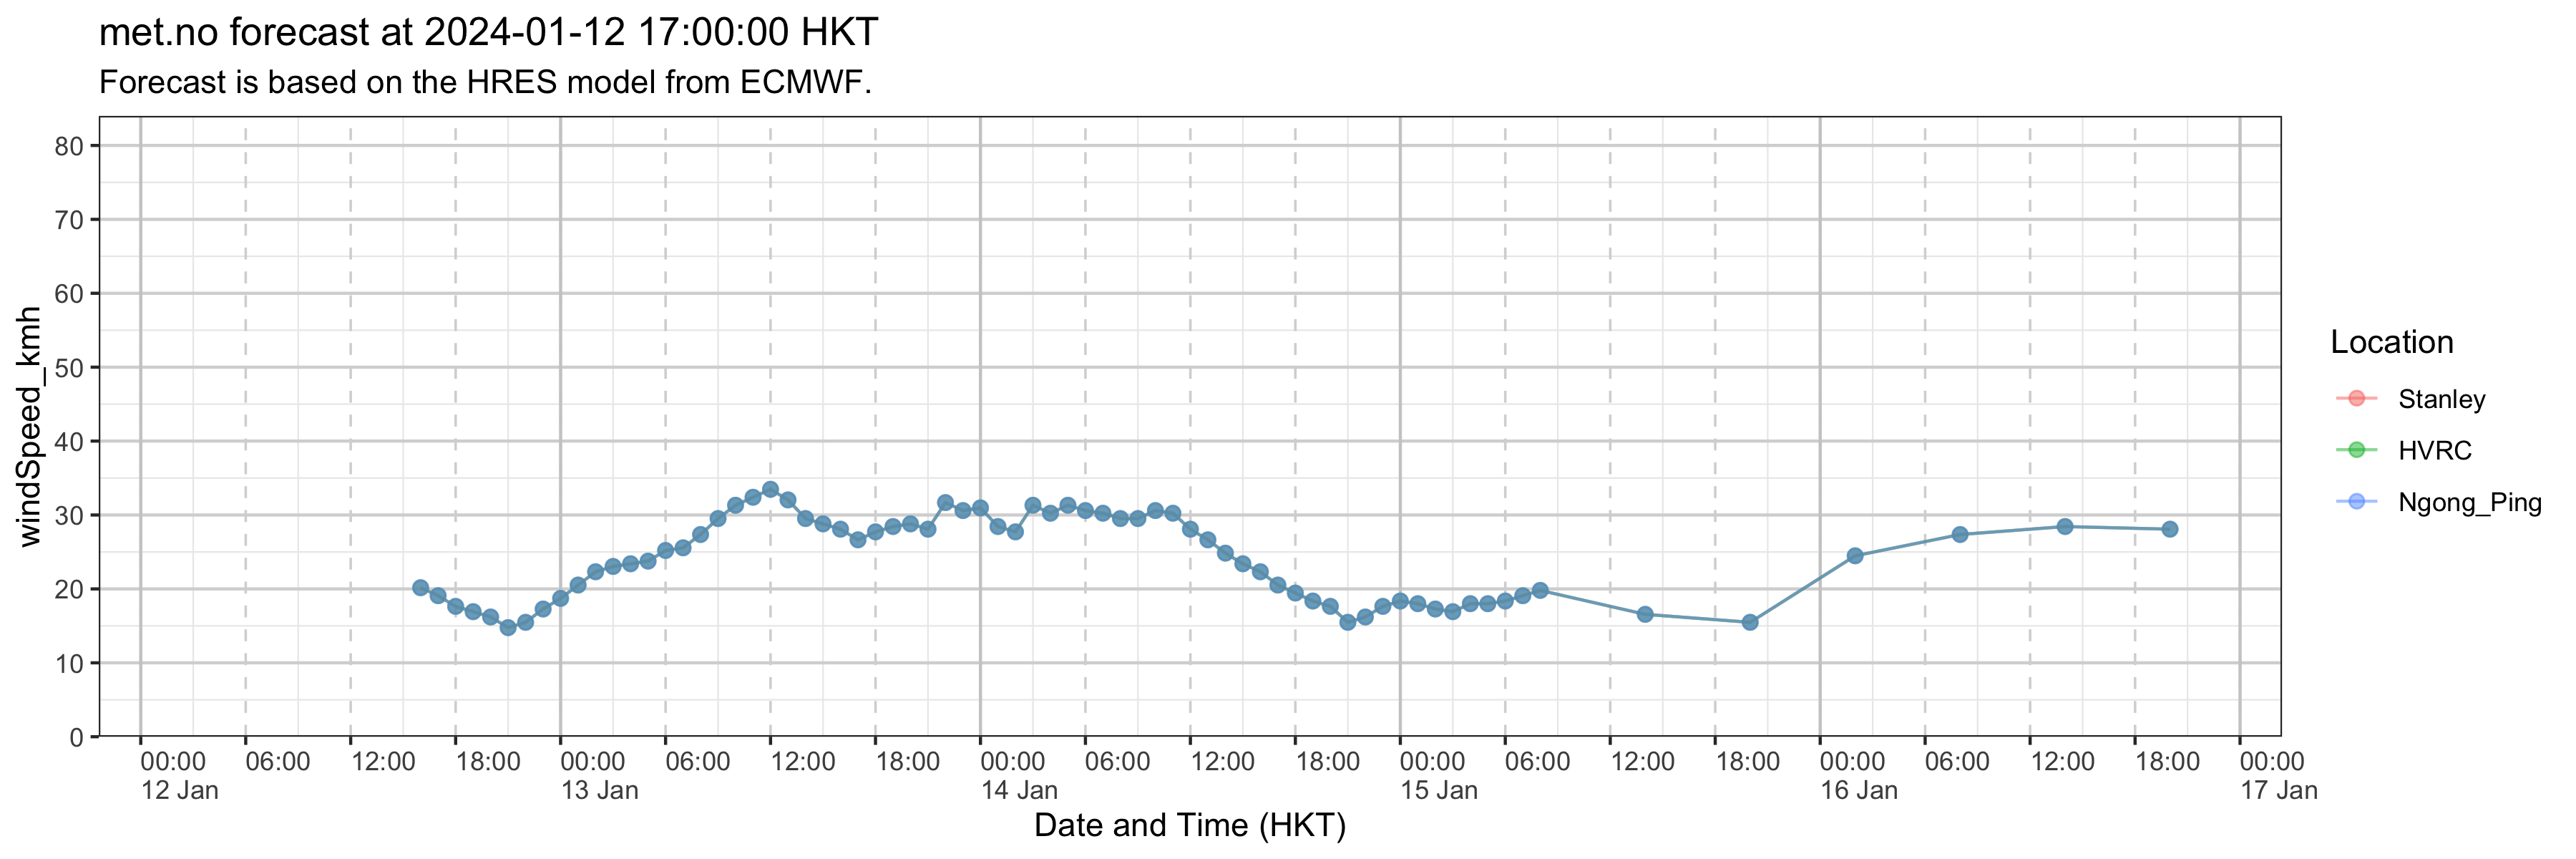 met.no forecast at 2024-01-12 17:00:00 HKT
Forecast is based on the HRES model from ECMWF.
windSpeed_kmh
80
70
60
50
40
30
20
10
0
00:00 06:00 12:00 18:00 00:00 06:00 12:00 18:00 00:00 06:00 12:00 18:00 00:00 06:00 12:00 18:00 00:00 06:00 12:00 18:00 00:00
12 Jan 13 Jan 14 Jan 15 Jan 16 Jan 17 Jan
Date and Time (HKT)
Location
Stanley
HVRC
Ngong_Ping